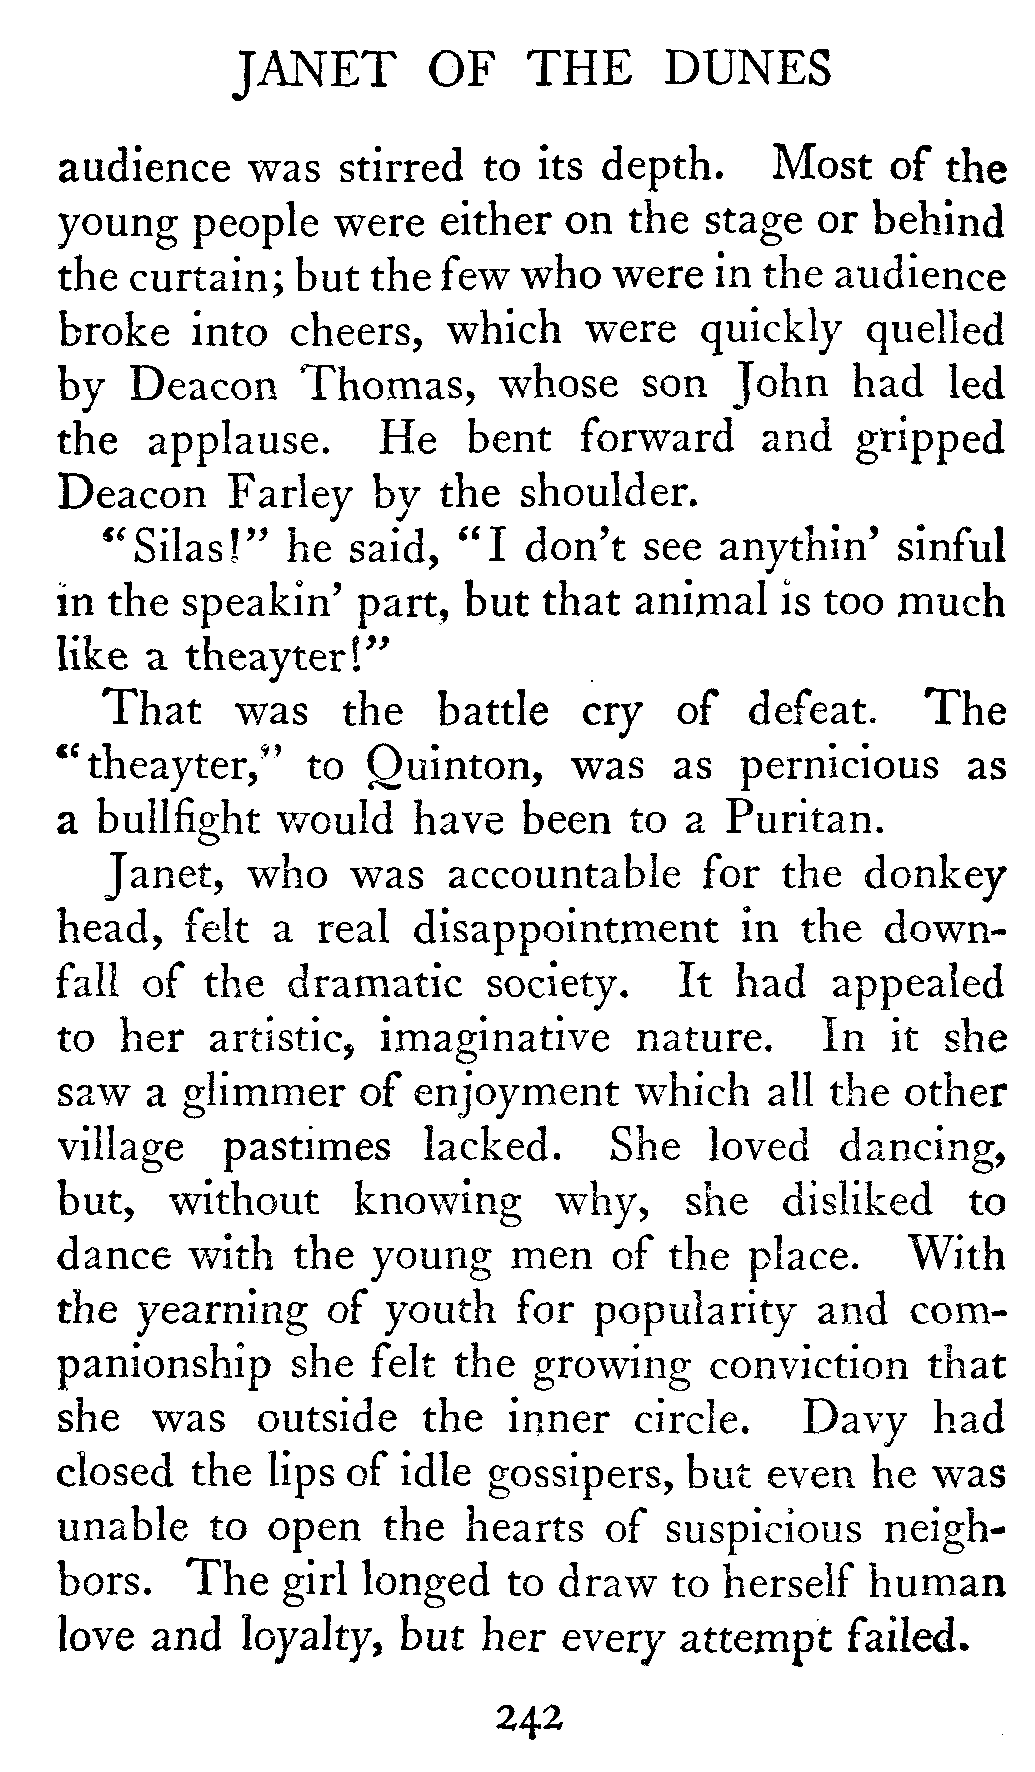 JANET OF THE DUNES
audience was stirred to its depth. Most of the
young people were either on the stage or behind
the curtain; but the few who were in the audience
broke into cheers, which were quickly quelled
by Deacon Thomas, whose son John had led
the applause. He bent forward and gripped
Deacon Farley by the shoulder.
“Silas!” he said, “I don’t see anythin’ sinful
in the speakin’ part, but that animal is too much
like a theayter!”
That was the battle cry of defeat. The
“theayter,” to Quinton, was as pernicious as
a bullfight would have been to a Puritan.
Janet, who was accountable for the donkey
head, felt a real disappointment in the down-
fall of the dramatic society. It had appealed
to her artistic, imaginative nature. In it she
saw a glimmer of enjoyment which all the other
village pastimes lacked. She loved dancing,
but, without knowing why, she disliked to
dance with the young men of the place. With
the yearning of youth for popularity and com-
panionship she felt the growing conviction that
she was outside the inner circle. Davy had
closed the lips of idle gossipers, but even he was
unable to open the hearts of suspicious neigh-
bors. The girl longed to draw to herself human
love and loyalty, but her every attempt failed.
242